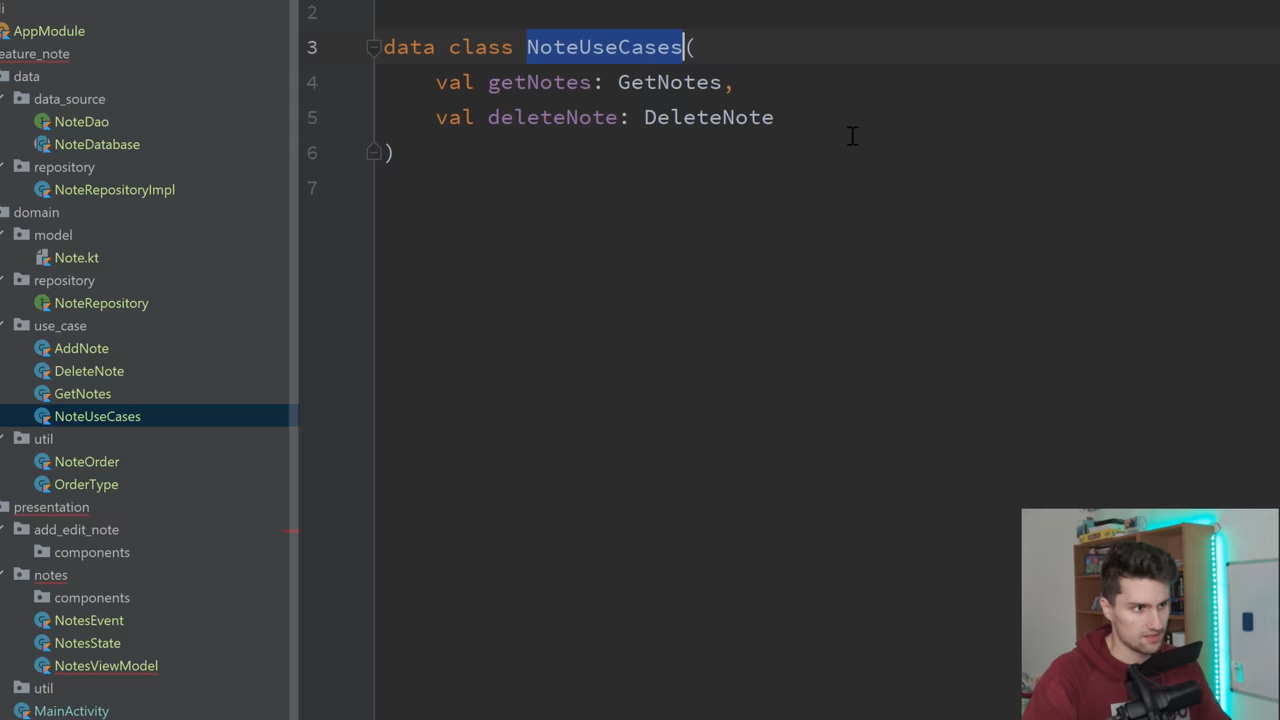 di
AppModule
eature_note
data
data_source
NoteDao
NoteDatabase
repository
NoteRepositoryImpl
domain
model
Note.kt
repository
NoteRepository
use_case
AddNote
DeleteNote
GetNotes
NoteUseCases
util
NoteOrder
OrderType
presentation
add_edit_note
components
notes
components
NotesEvent
NotesState
NotesViewModel
util
MainActivity
2
3 data class NoteUseCases(
4 val getNotes: GetNotes,
5 val deleteNote: DeleteNote
6 )
7